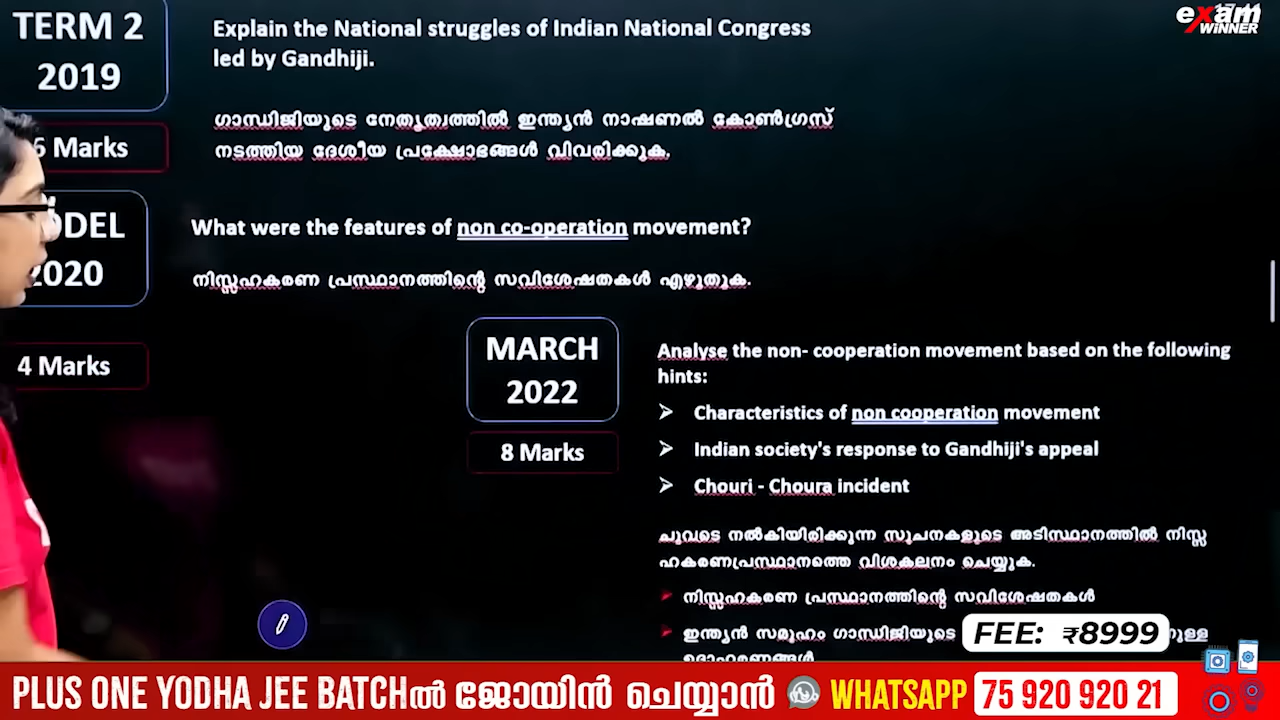 TERM 2
2019
6 Marks
Explain the National struggles of Indian National Congress
led by Gandhiji.
ഗാന്ധിജിയുടെ നേതൃത്വത്തിൽ ഇന്ത്യൻ നാഷണൽ കോൺഗ്രസ്
നടത്തിയ ദേശീയ പ്രക്ഷോഭങ്ങൾ വിവരിക്കുക.
exam
WINNER
2020
4 Marks
What were the features of non co-operation movement?
നിസ്സഹകരണ പ്രസ്ഥാനത്തിന്റെ സവിശേഷതകൾ എഴുതുക.
MARCH
2022
8 Marks
Analyse the non- cooperation movement based on the following
hints:
➢ Characteristics of non cooperation movement
➢ Indian society's response to Gandhiji's appeal
➢ Chouri - Choura incident
ചുവടെ നൽകിയിരിക്കുന്ന സൂചനകളുടെ അടിസ്ഥാനത്തിൽ നിസ്സ
ഹകരണപ്രസ്ഥാനത്തെ വിശകലനം ചെയ്യുക.
നിസ്സഹകരണ പ്രസ്ഥാനത്തിന്റെ സവിശേഷതകൾ
ഇന്ത്യൻ സമൂഹം ഗാന്ധിജിയുടെ
ഉദാഹരണങ്ങൾ
FEE: ₹8999
PLUS ONE YODHA JEE BATCHൽ ജോയിൻ ചെയ്യാൻ WHATSAPP 75 920 920 21